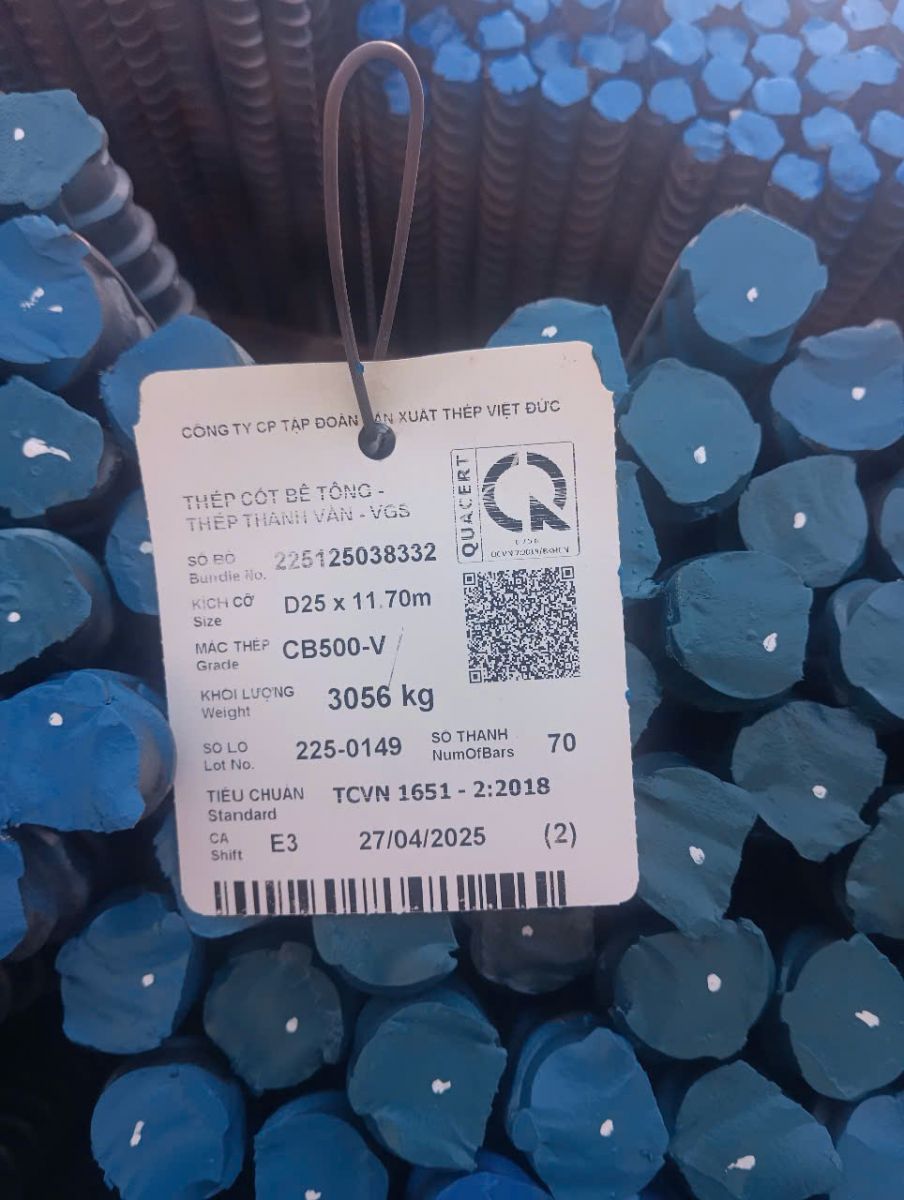 CÔNG TY CP TẬP ĐOÀN XUẤT THÉP VIỆT ĐỨC
THÉP CỐT BÊ TÔNG -
THÉP THANH VẰN - VGS
QUACERT
SỐ BÓ
Bundle No.
225125038332
KÍCH CỠ
Size
D25 x 11.70m
MÁC THÉP
Grade
CB500-V
KHỐI LƯỢNG
Weight
3056 kg
SỐ LÔ
Lot No.
225-0149
SỐ THANH
NumOfBars
70
TIÊU CHUẨN
Standard
TCVN 1651 - 2:2018
CA
Shift
E3
27/04/2025
(2)